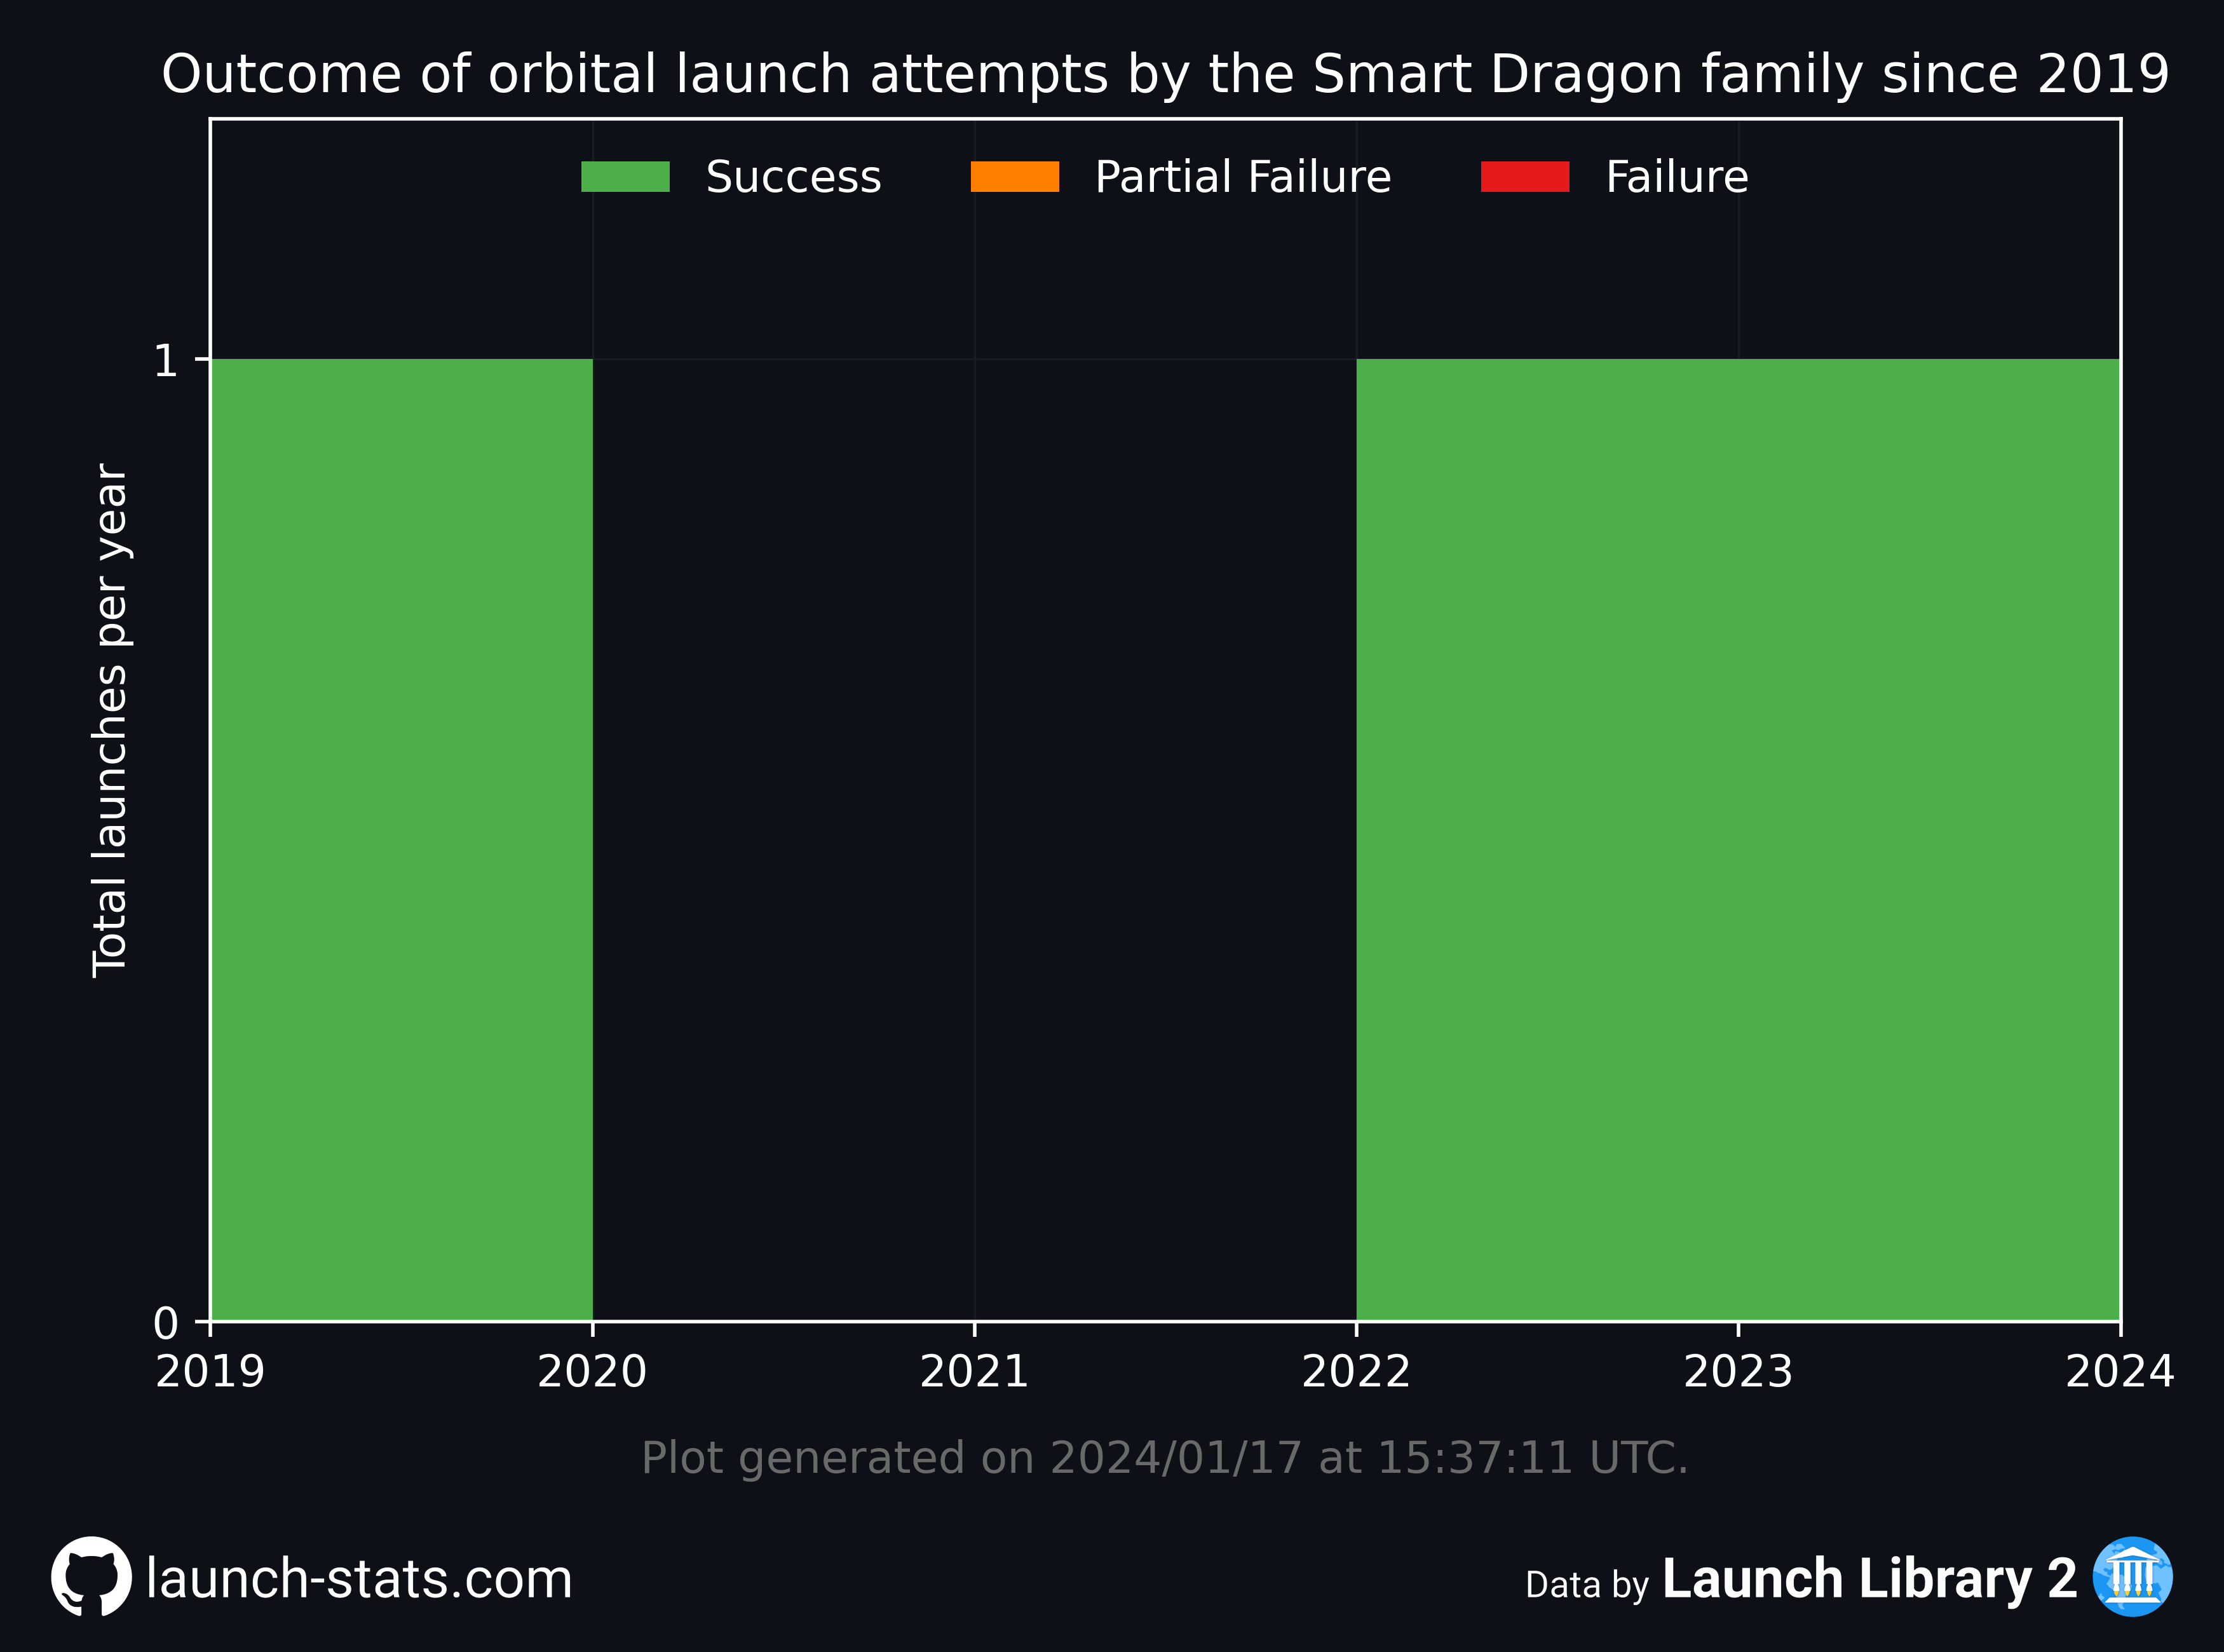 Outcome of orbital launch attempts by the Smart Dragon family since 2019
Success Partial Failure Failure
Total launches per year
1
0
2019 2020 2021 2022 2023 2024
Plot generated on 2024/01/17 at 15:37:11 UTC.
launch-stats.com
Data by Launch Library 2